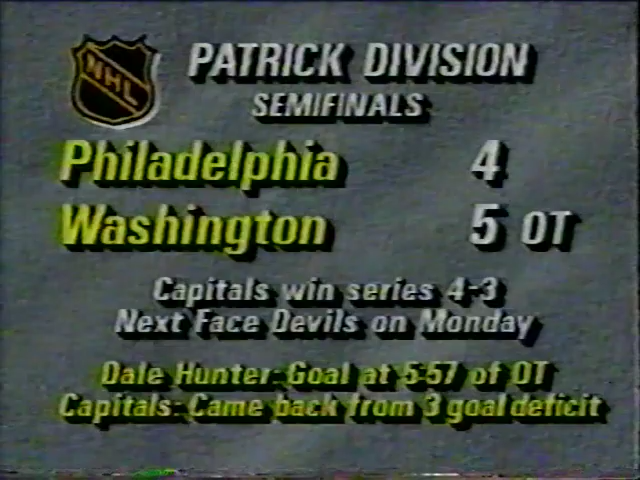 NHL
PATRICK DIVISION
SEMIFINALS
Philadelphia 4
Washington 5 OT
Capitals win series 4-3
Next Face Devils on Monday
Dale Hunter: Goal at 5:57 of OT
Capitals: Came back from 3 goal deficit